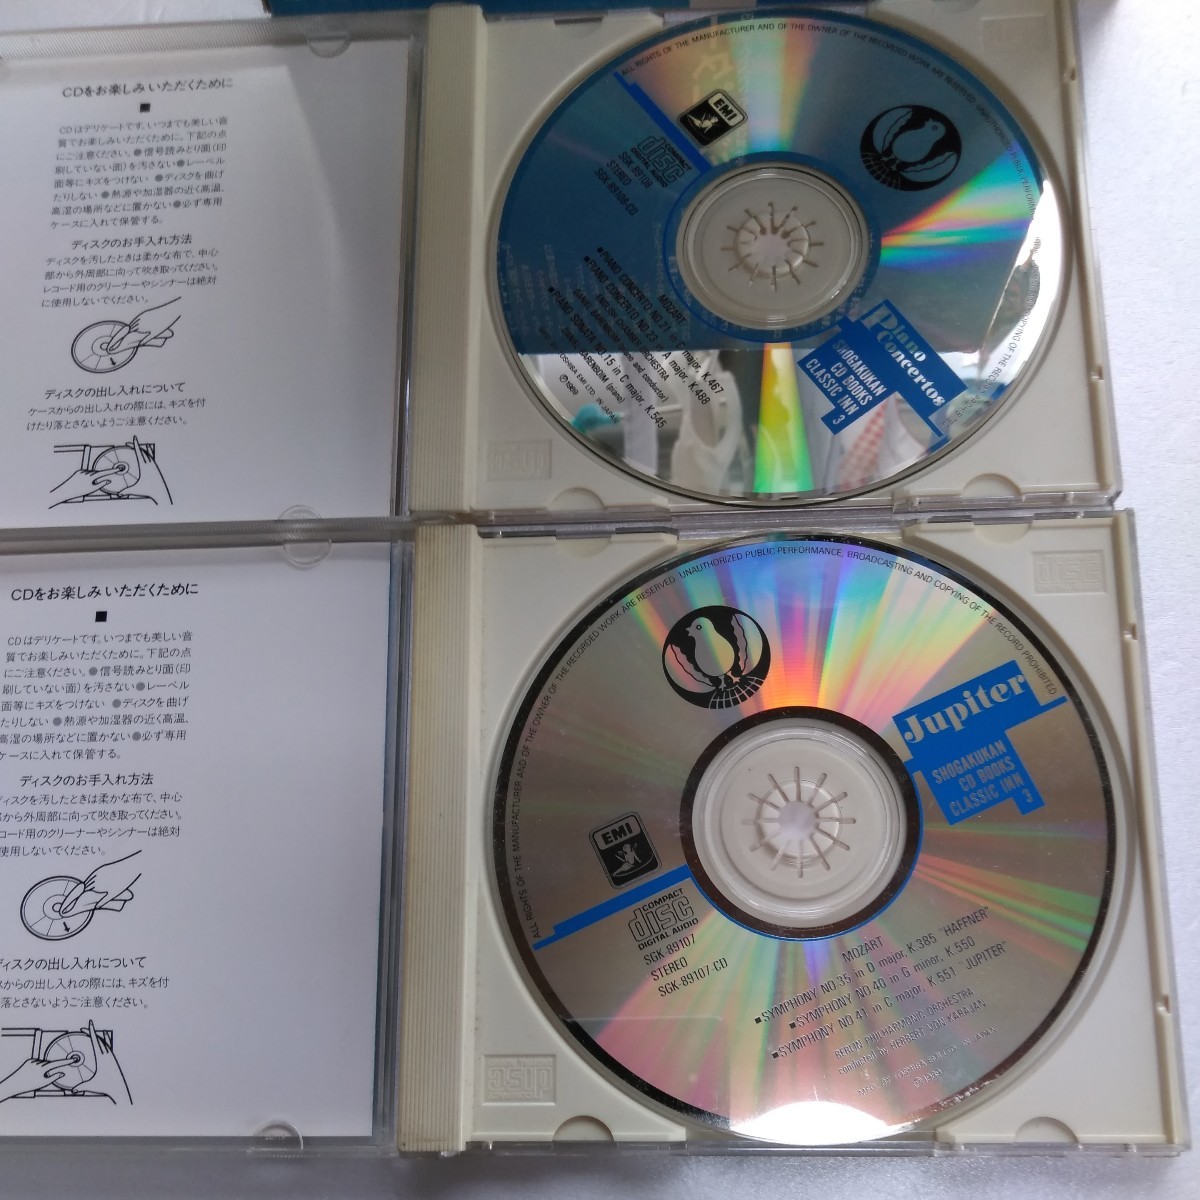 CDをお楽しみいただくために
■
CDはデリケートです。いつまでも美しい音
質でお楽しみいただくために。下記の点
にご注意ください。●信号読みとり面(印
刷していない面)を汚さない●レーベル
面等にキズをつけない ●ディスクを曲げ
たりしない ●熱源や加湿器の近く高温、
高湿の場所などに置かない●必ず専用
ケースに入れて保管する。
ディスクのお手入れ方法
ディスクを汚したときは柔かな布で、中心
部から外周部に向って吹き取ってください。
レコード用のクリーナーやシンナーは絶対
に使用しないでください。
ディスクの出し入れについて
ケースからの出し入れの際には、キズを付
けたり落とさないようご注意ください。
ALL RIGHTS OF THE MANUFACTURER AND OF THE OWNER OF THE RECORDED WORK ARE RESERVED.
EMI
COMPACT
disc
DIGITAL AUDIO
STEREO
SGK-89106-CD
MOZART
■PIANO CONCERTO NO.21 in C major, K.467
■PIANO CONCERTO NO.23 in A major, K.488
ENGLISH CHAMBER ORCHESTRA
■PIANO SONATA NO.15 in C major, K.545
DANIEL BARENBOIM (piano)
Piano
Concertos
SHOGAKUKAN
CD BOOKS
CLASSIC INN
3
CDをお楽しみいただくために
■
CDはデリケートです。いつまでも美しい音
質でお楽しみいただくために。下記の点
にご注意ください。●信号読みとり面(印
刷していない面)を汚さない●レーベル
面等にキズをつけない ●ディスクを曲げ
たりしない ●熱源や加湿器の近く高温、
高湿の場所などに置かない●必ず専用
ケースに入れて保管する。
ディスクのお手入れ方法
ディスクを汚したときは柔かな布で、中心
から外周部に向って吹き取ってください。
コード用のクリーナーやシンナーは絶対
使用しないでください。
ディスクの出し入れについて
からの出し入れの際には、キズを付
落とさないようご注意ください。
ALL RIGHTS OF THE MANUFACTURER AND OF THE OWNER OF THE RECORDED WORK ARE RESERVED. UNAUTHORIZED PUBLIC PERFORMANCE, BROADCASTING AND COPYING OF THE RECORD PROHIBITED
Jupiter
SHOGAKUKAN
CD BOOKS
CLASSIC INN
3
EMI
COMPACT
disc
DIGITAL AUDIO
SGK-89107
STEREO
SGK-89107-CD
MOZART
■SYMPHONY NO.35 in D major, K.385 "HAFFNER"
■SYMPHONY NO.40 in G minor, K.550
■SYMPHONY NO.41 in C major, K.551 "JUPITER"
BERLIN PHILHARMONIC ORCHESTRA
conducted by HERBERT VON KARAJAN